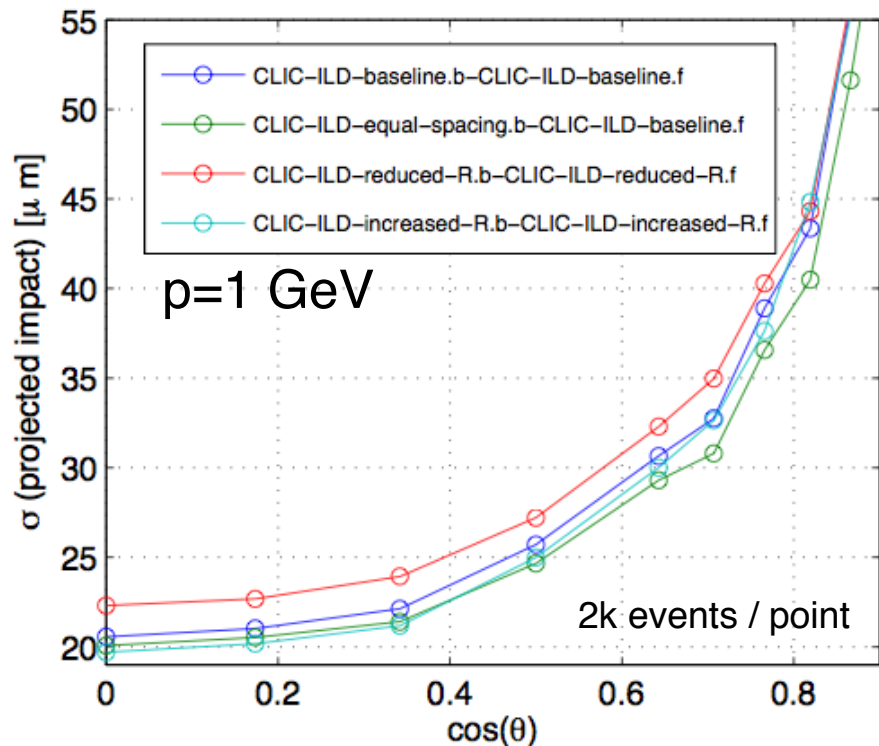 55
50
45
40
35
30
25
20
σ (projected impact) [μ m]
CLIC-ILD-baseline.b-CLIC-ILD-baseline.f
CLIC-ILD-equal-spacing.b-CLIC-ILD-baseline.f
CLIC-ILD-reduced-R.b-CLIC-ILD-reduced-R.f
CLIC-ILD-increased-R.b-CLIC-ILD-increased-R.f
p=1 GeV
2k events / point
0 0.2 0.4 0.6 0.8
cos(θ)